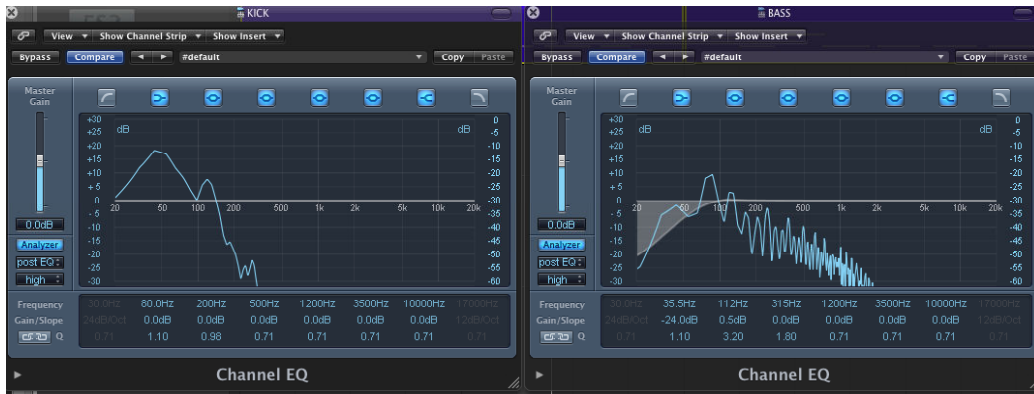 KICK
View Show Channel Strip Show Insert
Bypass Compare #default Copy Paste
Master Gain
+30 dB dB 0
+25 -5
+20 -10
+15 -15
+10 -20
+5 -25
0 20 50 100 200 500 1k 2k 5k 10k 20k -30
-5 -35
-10 -40
-15 -45
-20 -50
-25 -55
-30 -60
0.0dB
Analyzer
post EQ
high
Frequency 30.0Hz 80.0Hz 200Hz 500Hz 1200Hz 3500Hz 10000Hz 17000Hz
Gain/Slope 24dB/Oct 0.0dB 0.0dB 0.0dB 0.0dB 0.0dB 0.0dB 12dB/Oct
Q 0.71 1.10 0.98 0.71 0.71 0.71 0.71 0.71
Channel EQ
BASS
View Show Channel Strip Show Insert
Bypass Compare #default Copy Paste
Master Gain
+30 dB dB 0
+25 -5
+20 -10
+15 -15
+10 -20
+5 -25
0 20 50 100 200 500 1k 2k 5k 10k 20k -30
-5 -35
-10 -40
-15 -45
-20 -50
-25 -55
-30 -60
0.0dB
Analyzer
post EQ
high
Frequency 30.0Hz 35.5Hz 112Hz 315Hz 1200Hz 3500Hz 10000Hz 17000Hz
Gain/Slope 24dB/Oct -24.0dB 0.5dB 0.0dB 0.0dB 0.0dB 0.0dB 12dB/Oct
Q 0.71 1.10 3.20 1.60 0.71 0.71 0.71 0.71
Channel EQ